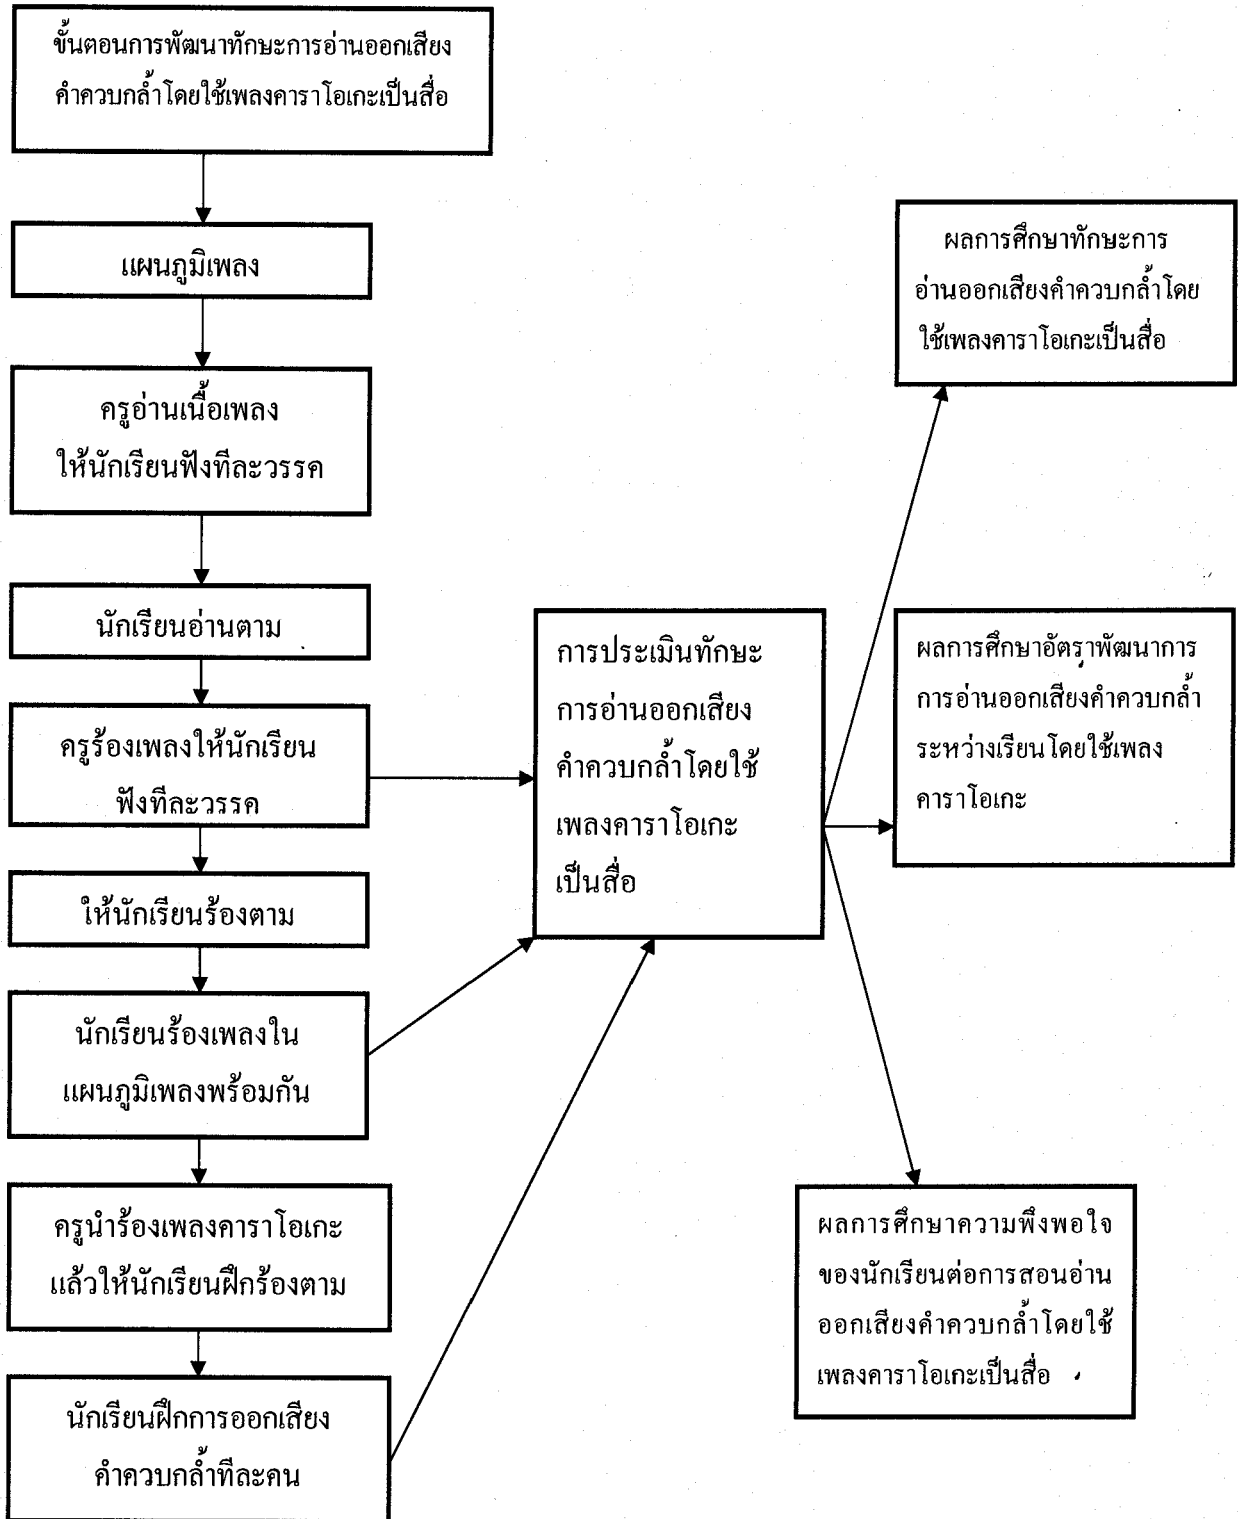 ขั้นตอนการพัฒนาทักษะการอ่านออกเสียง
คำควบกล้ำโดยใช้เพลงคาราโอเกะเป็นสื่อ
แผนภูมิเพลง
ครูอ่านเนื้อเพลง
ให้นักเรียนฟังทีละวรรค
นักเรียนอ่านตาม
ครูร้องเพลงให้นักเรียน
ฟังทีละวรรค
ให้นักเรียนร้องตาม
นักเรียนร้องเพลงใน
แผนภูมิเพลงพร้อมกัน
ครูนำร้องเพลงคาราโอเกะ
แล้วให้นักเรียนฝึกร้องตาม
นักเรียนฝึกการออกเสียง
คำควบกล้ำทีละคน
การประเมินทักษะ
การอ่านออกเสียง
คำควบกล้ำโดยใช้
เพลงคาราโอเกะ
เป็นสื่อ
ผลการศึกษาทักษะการ
อ่านออกเสียงคำควบกล้ำโดย
ใช้เพลงคาราโอเกะเป็นสื่อ
ผลการศึกษาอัตราพัฒนาการ
การอ่านออกเสียงคำควบกล้ำ
ระหว่างเรียนโดยใช้เพลง
คาราโอเกะ
ผลการศึกษาความพึงพอใจ
ของนักเรียนต่อการสอนอ่าน
ออกเสียงคำควบกล้ำโดยใช้
เพลงคาราโอเกะเป็นสื่อ